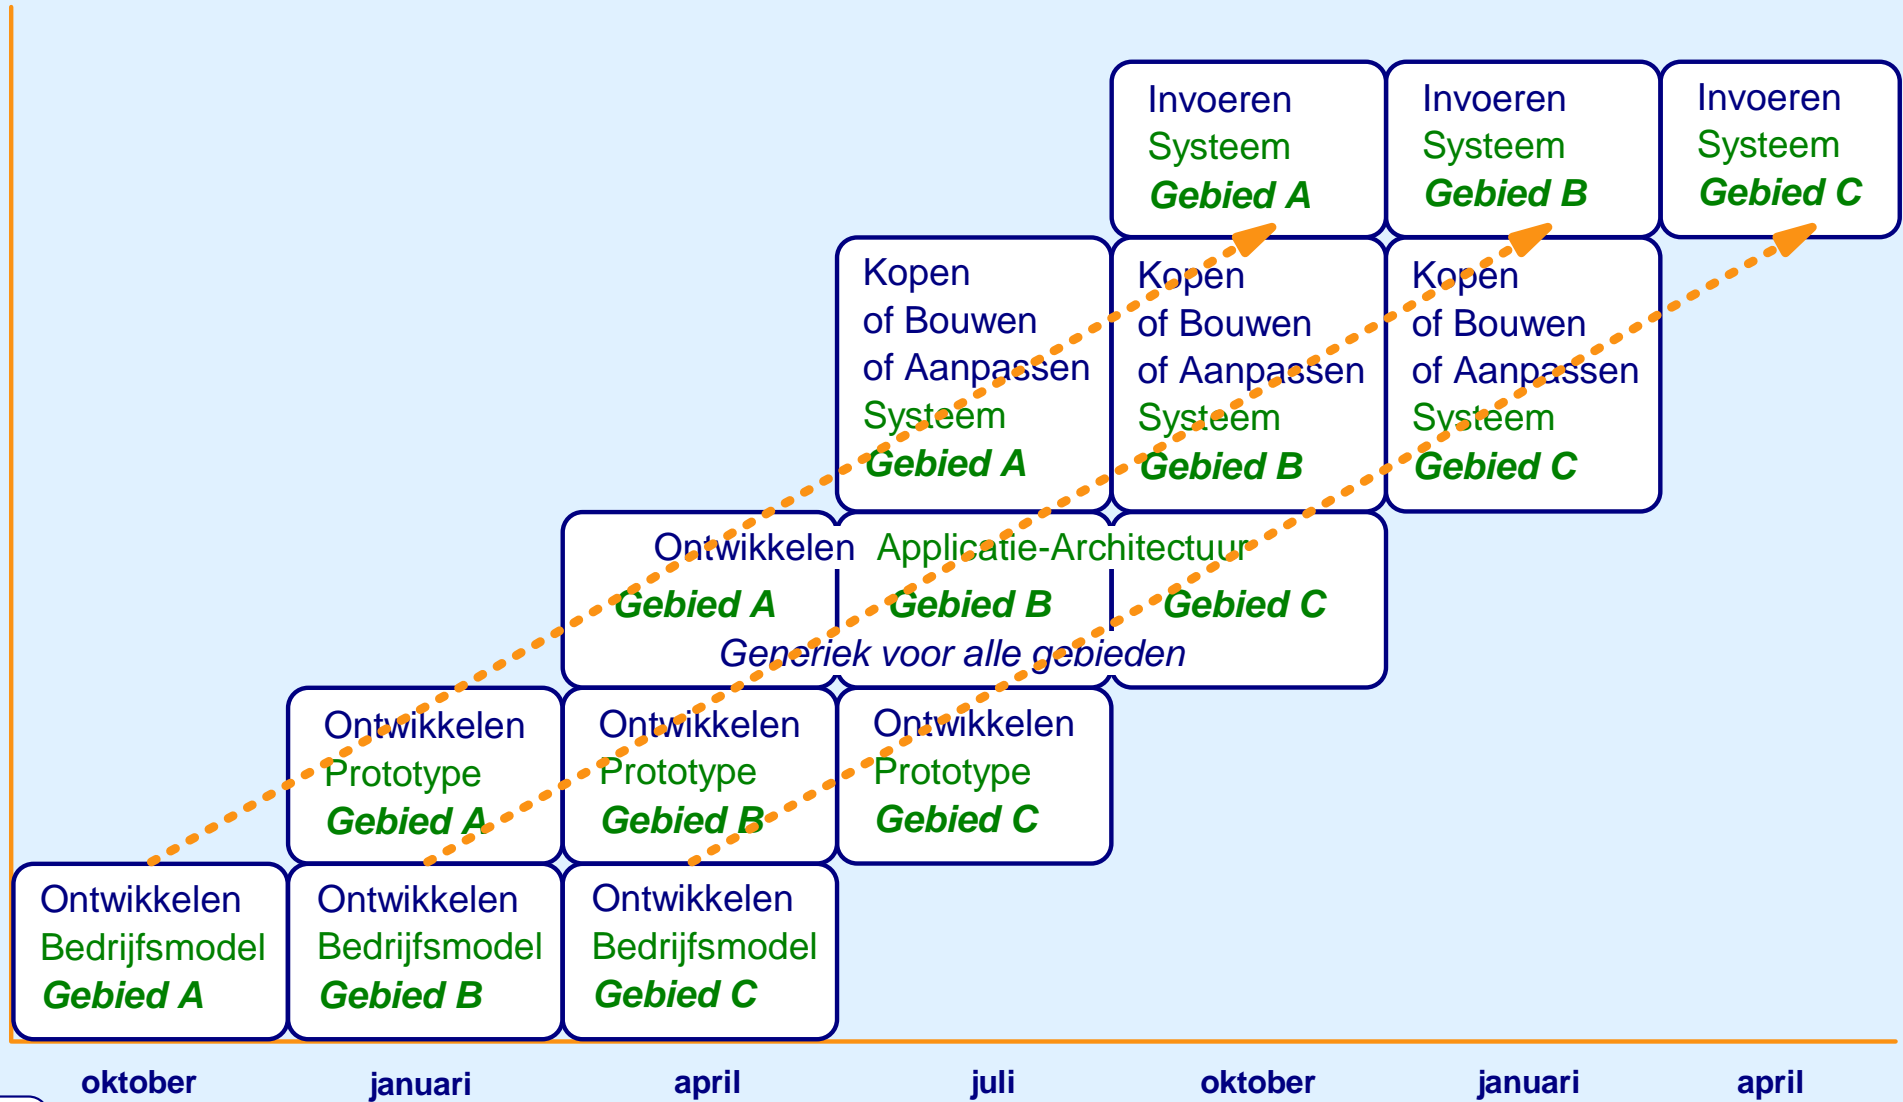 Invoeren
Systeem
Gebied A
Invoeren
Systeem
Gebied B
Invoeren
Systeem
Gebied C
Kopen
of Bouwen
of Aanpassen
Systeem
Gebied A
Kopen
of Bouwen
of Aanpassen
Systeem
Gebied B
Kopen
of Bouwen
of Aanpassen
Systeem
Gebied C
Ontwikkelen Applicatie-Architectuur
Gebied A Gebied B Gebied C
Generiek voor alle gebieden
Ontwikkelen
Prototype
Gebied A
Ontwikkelen
Prototype
Gebied B
Ontwikkelen
Prototype
Gebied C
Ontwikkelen
Bedrijfsmodel
Gebied A
Ontwikkelen
Bedrijfsmodel
Gebied B
Ontwikkelen
Bedrijfsmodel
Gebied C
oktober januari april juli oktober januari april